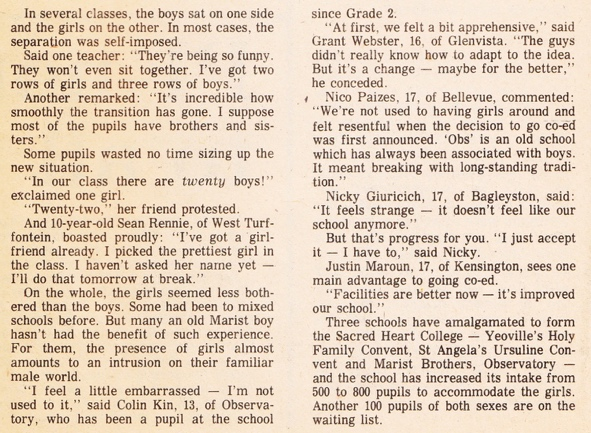 In several classes, the boys sat on one side
and the girls on the other. In most cases, the
separation was self-imposed.
Said one teacher: “They’re being so funny.
They won’t even sit together. I’ve got two
rows of girls and three rows of boys.”
Another remarked: “It’s incredible how
smoothly the transition has gone. I suppose
most of the pupils have brothers and sis-
ters.”
Some pupils wasted no time sizing up the
new situation.
“In our class there are twenty boys!”
exclaimed one girl.
“Twenty-two,” her friend protested.
And 10-year-old Sean Rennie, of West Turf-
fontein, boasted proudly: “I’ve got a girl-
friend already. I picked the prettiest girl in
the class. I haven’t asked her name yet —
I’ll do that tomorrow at break.”
On the whole, the girls seemed less both-
ered than the boys. Some had been to mixed
schools before. But many an old Marist boy
hasn’t had the benefit of such experience.
For them, the presence of girls almost
amounts to an intrusion on their familiar
male world.
“I feel a little embarrassed — I’m not
used to it,” said Colin Kin, 13, of Observa-
tory, who has been a pupil at the school
since Grade 2.
“At first, we felt a bit apprehensive,” said
Grant Webster, 16, of Glenvista. “The guys
didn’t really know how to adapt to the idea.
But it’s a change — maybe for the better,”
he conceded.
Nico Paizes, 17, of Bellevue, commented:
“We’re not used to having girls around and
felt resentful when the decision to go co-ed
was first announced. ‘Obs’ is an old school
which has always been associated with boys.
It meant breaking with long-standing tradi-
tion.”
Nicky Giuricich, 17, of Bagleyston, said:
“It feels strange — it doesn’t feel like our
school anymore.”
But that’s progress for you. “I just accept
it — I have to,” said Nicky.
Justin Maroun, 17, of Kensington, sees one
main advantage to going co-ed.
“Facilities are better now — it’s improved
our school.”
Three schools have amalgamated to form
the Sacred Heart College — Yeoville’s Holy
Family Convent, St Angela’s Ursuline Con-
vent and Marist Brothers, Observatory —
and the school has increased its intake from
500 to 800 pupils to accommodate the girls.
Another 100 pupils of both sexes are on the
waiting list.